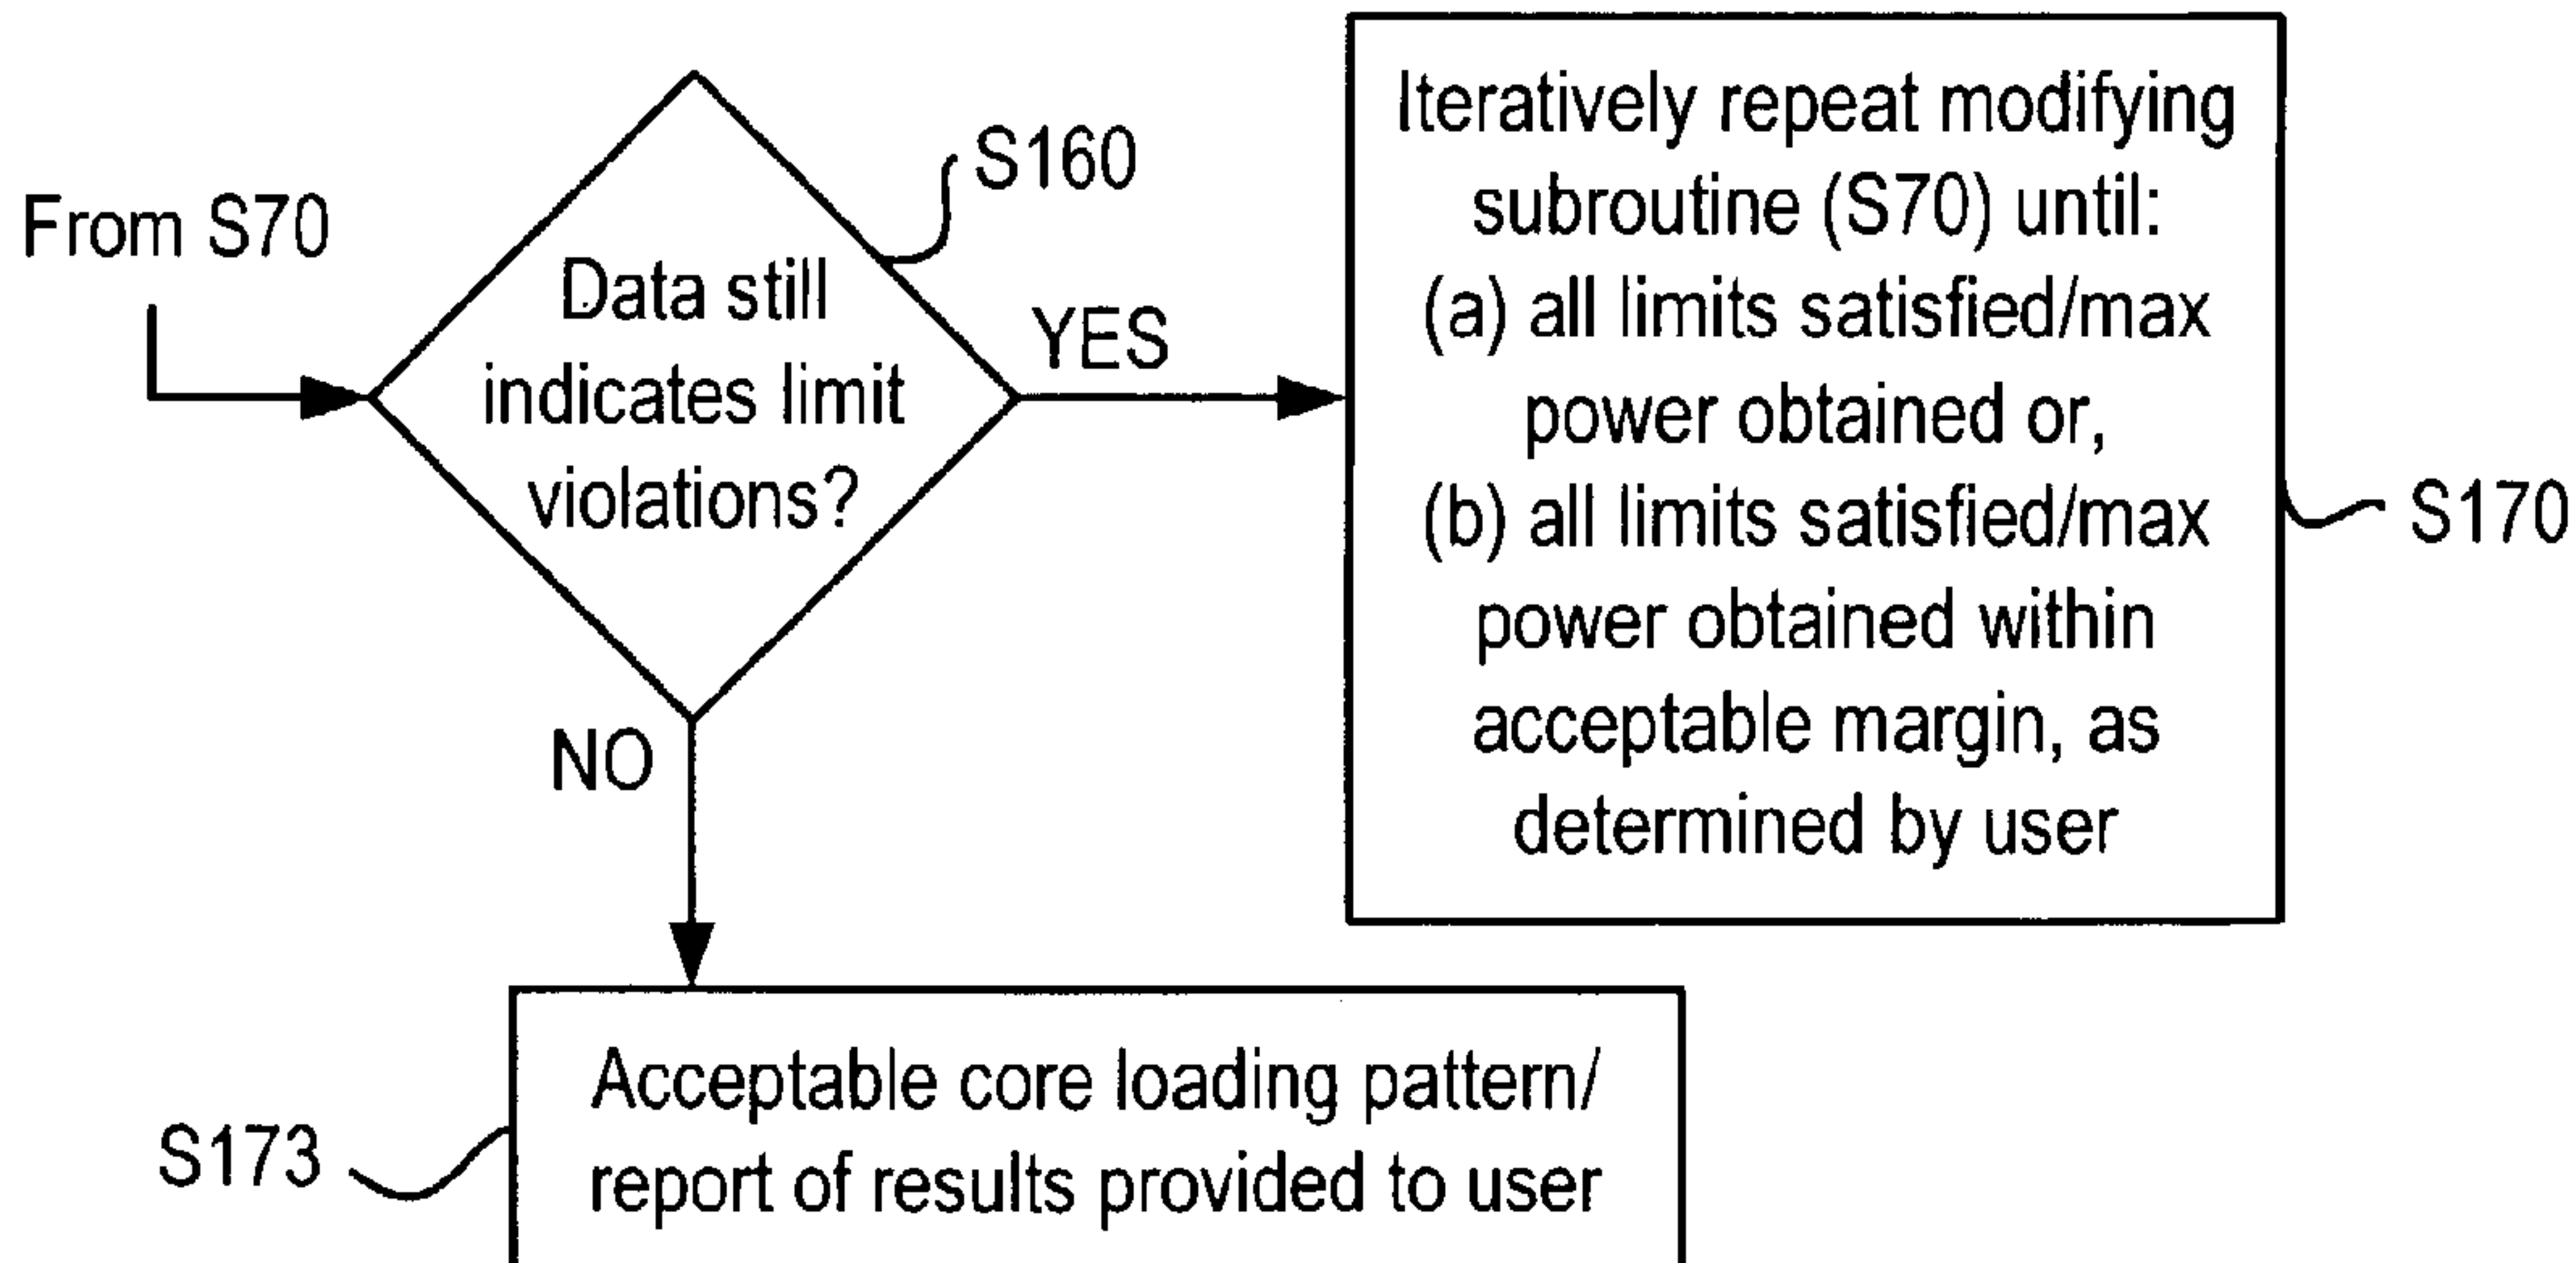 From S70
Data still
indicates limit
violations?
S160
YES
NO
Iteratively repeat modifying
subroutine (S70) until:
(a) all limits satisfied/max
power obtained or,
(b) all limits satisfied/max
power obtained within
acceptable margin, as
determined by user
S170
S173
Acceptable core loading pattern/
report of results provided to user